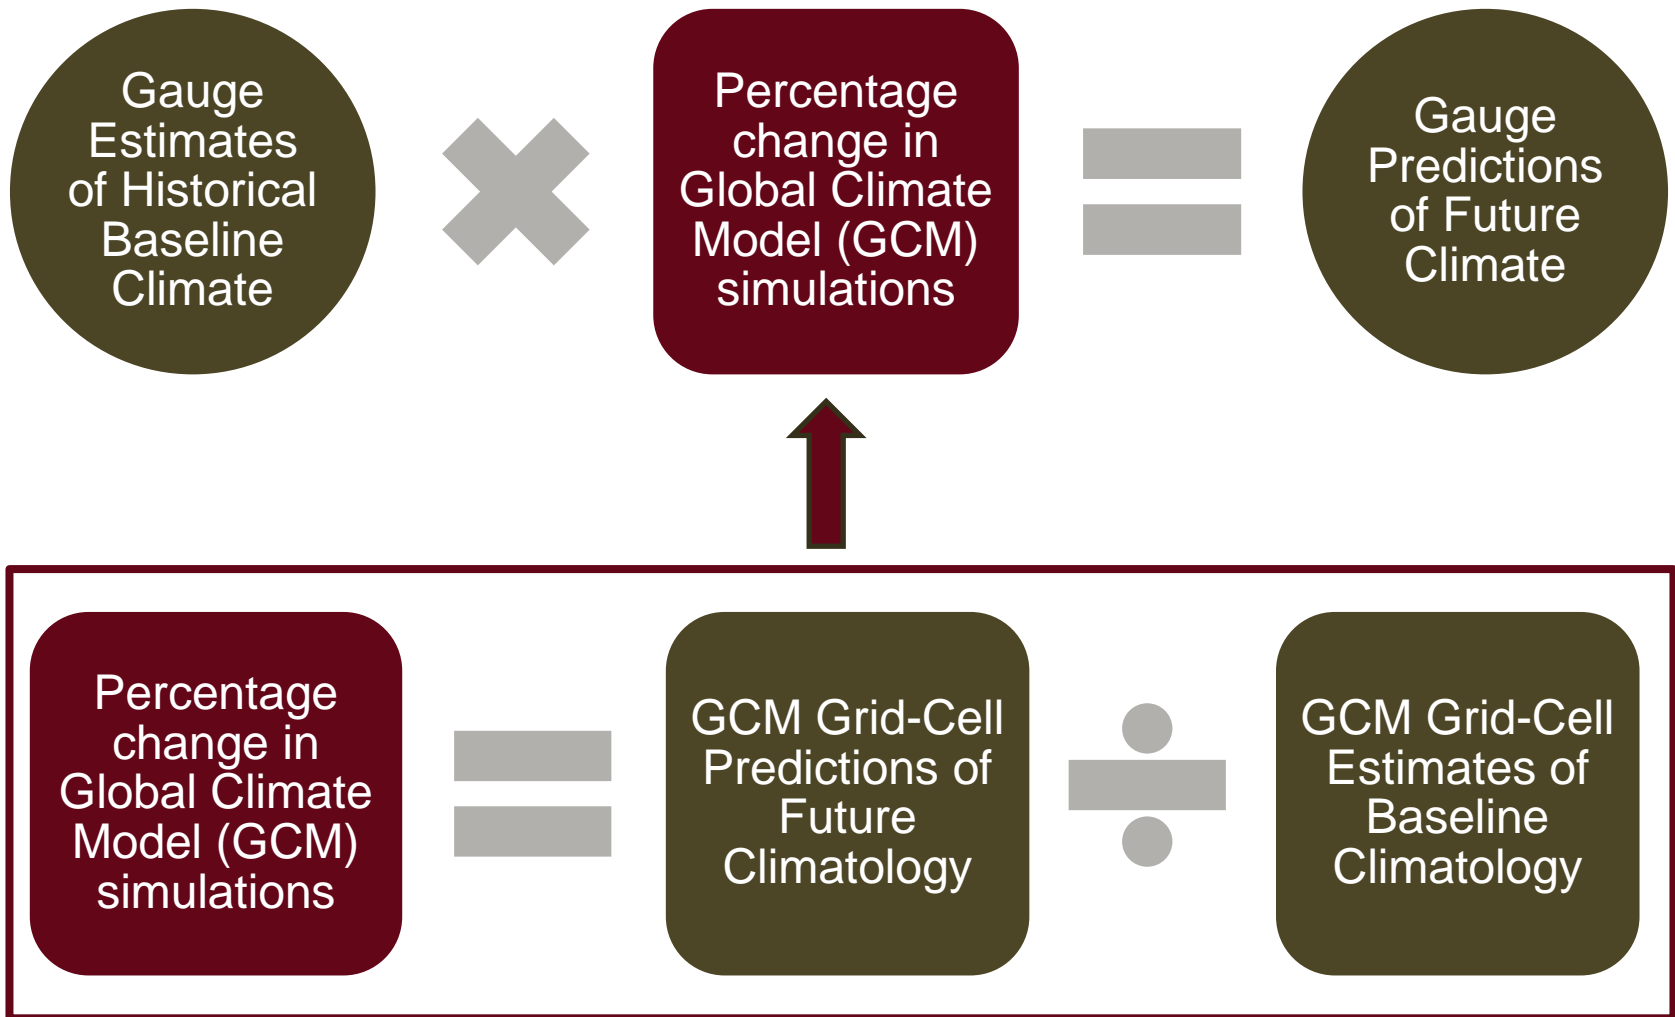 Gauge
Estimates
of Historical
Baseline
Climate
Percentage
change in
Global Climate
Model (GCM)
simulations
Gauge
Predictions
of Future
Climate
Percentage
change in
Global Climate
Model (GCM)
simulations
GCM Grid-Cell
Predictions of
Future
Climatology
GCM Grid-Cell
Estimates of
Baseline
Climatology